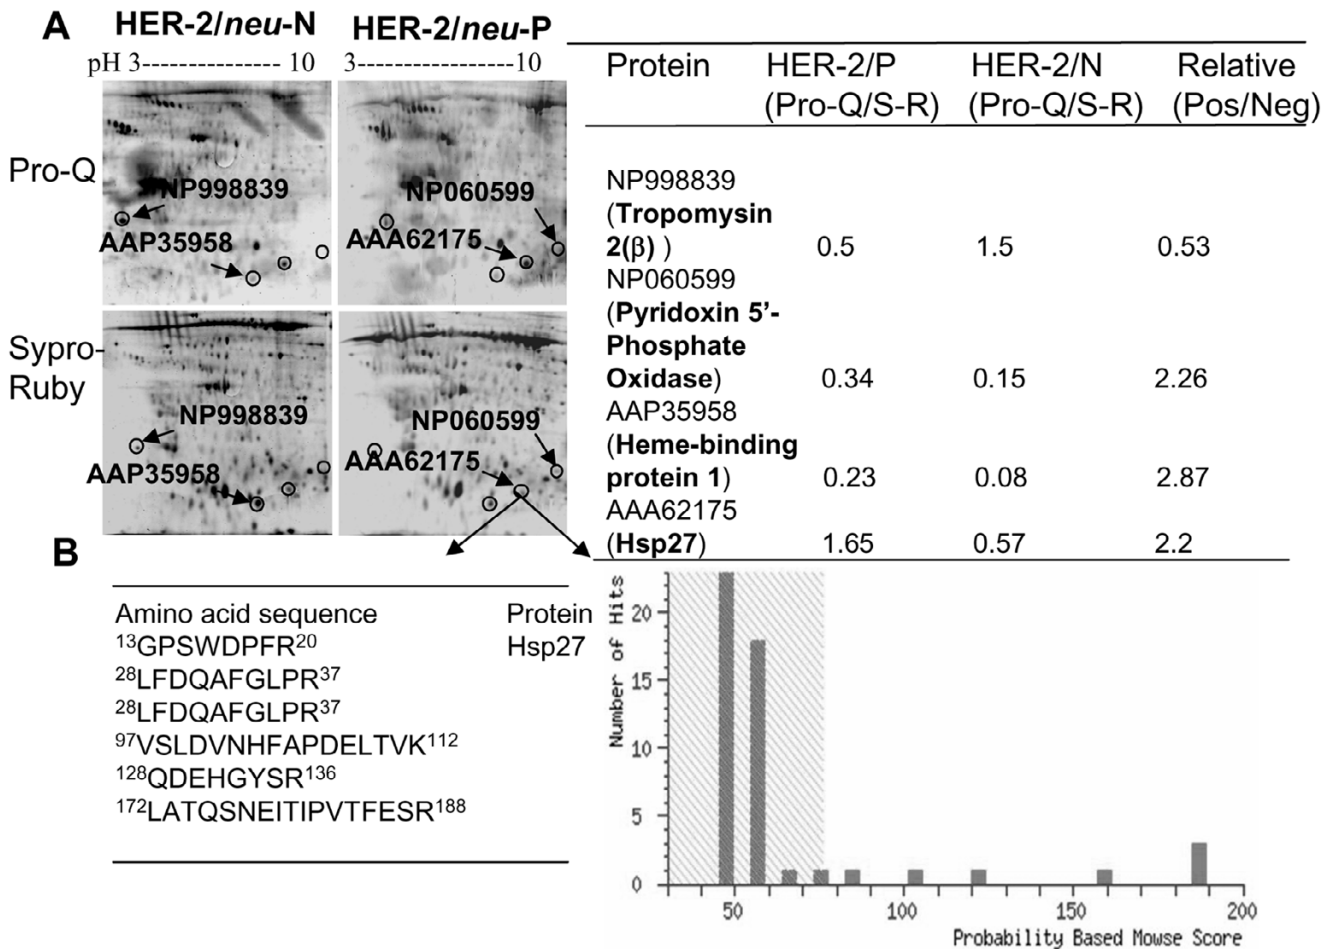 A
HER-2/neu-N
HER-2/neu-P
pH 3---------------- 10
3-------------------10
Pro-Q
NP998839
AAP35958
NP060599
AAA62175
Sypro-
Ruby
NP998839
AAP35958
NP060599
AAA62175
Protein HER-2/P HER-2/N Relative
(Pro-Q/S-R) (Pro-Q/S-R) (Pos/Neg)
NP998839
(Tropomysin
2(β) ) 0.5 1.5 0.53
NP060599
(Pyridoxin 5’-
Phosphate
Oxidase) 0.34 0.15 2.26
AAP35958
(Heme-binding
protein 1) 0.23 0.08 2.87
AAA62175
(Hsp27) 1.65 0.57 2.2
B
Amino acid sequence Protein
¹³GPSWDPFR²⁰ Hsp27
²⁸LFDQAFGLPR³⁷
²⁸LFDQAFGLPR³⁷
⁹⁷VSLDVNHFAPDELTVK¹¹²
¹²⁸QDEHGYSR¹³⁶
¹⁷²LATQSNEITIPVTFESR¹⁸⁸
Number of Hits
20
15
10
5
0
50 100 150 200
Probability Based Mowse Score